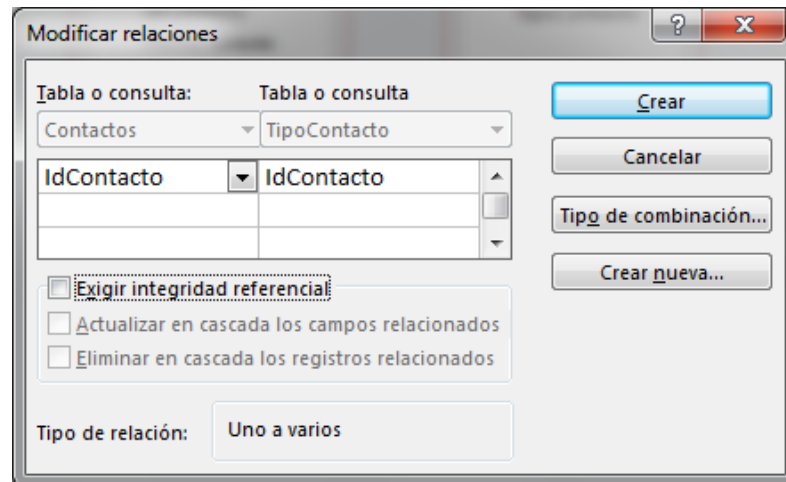 Modificar relaciones
Tabla o consulta: Tabla o consulta
Contactos TipoContacto
IdContacto IdContacto
Exigir integridad referencial
Actualizar en cascada los campos relacionados
Eliminar en cascada los registros relacionados
Tipo de relación: Uno a varios
Crear
Cancelar
Tipo de combinación...
Crear nueva...